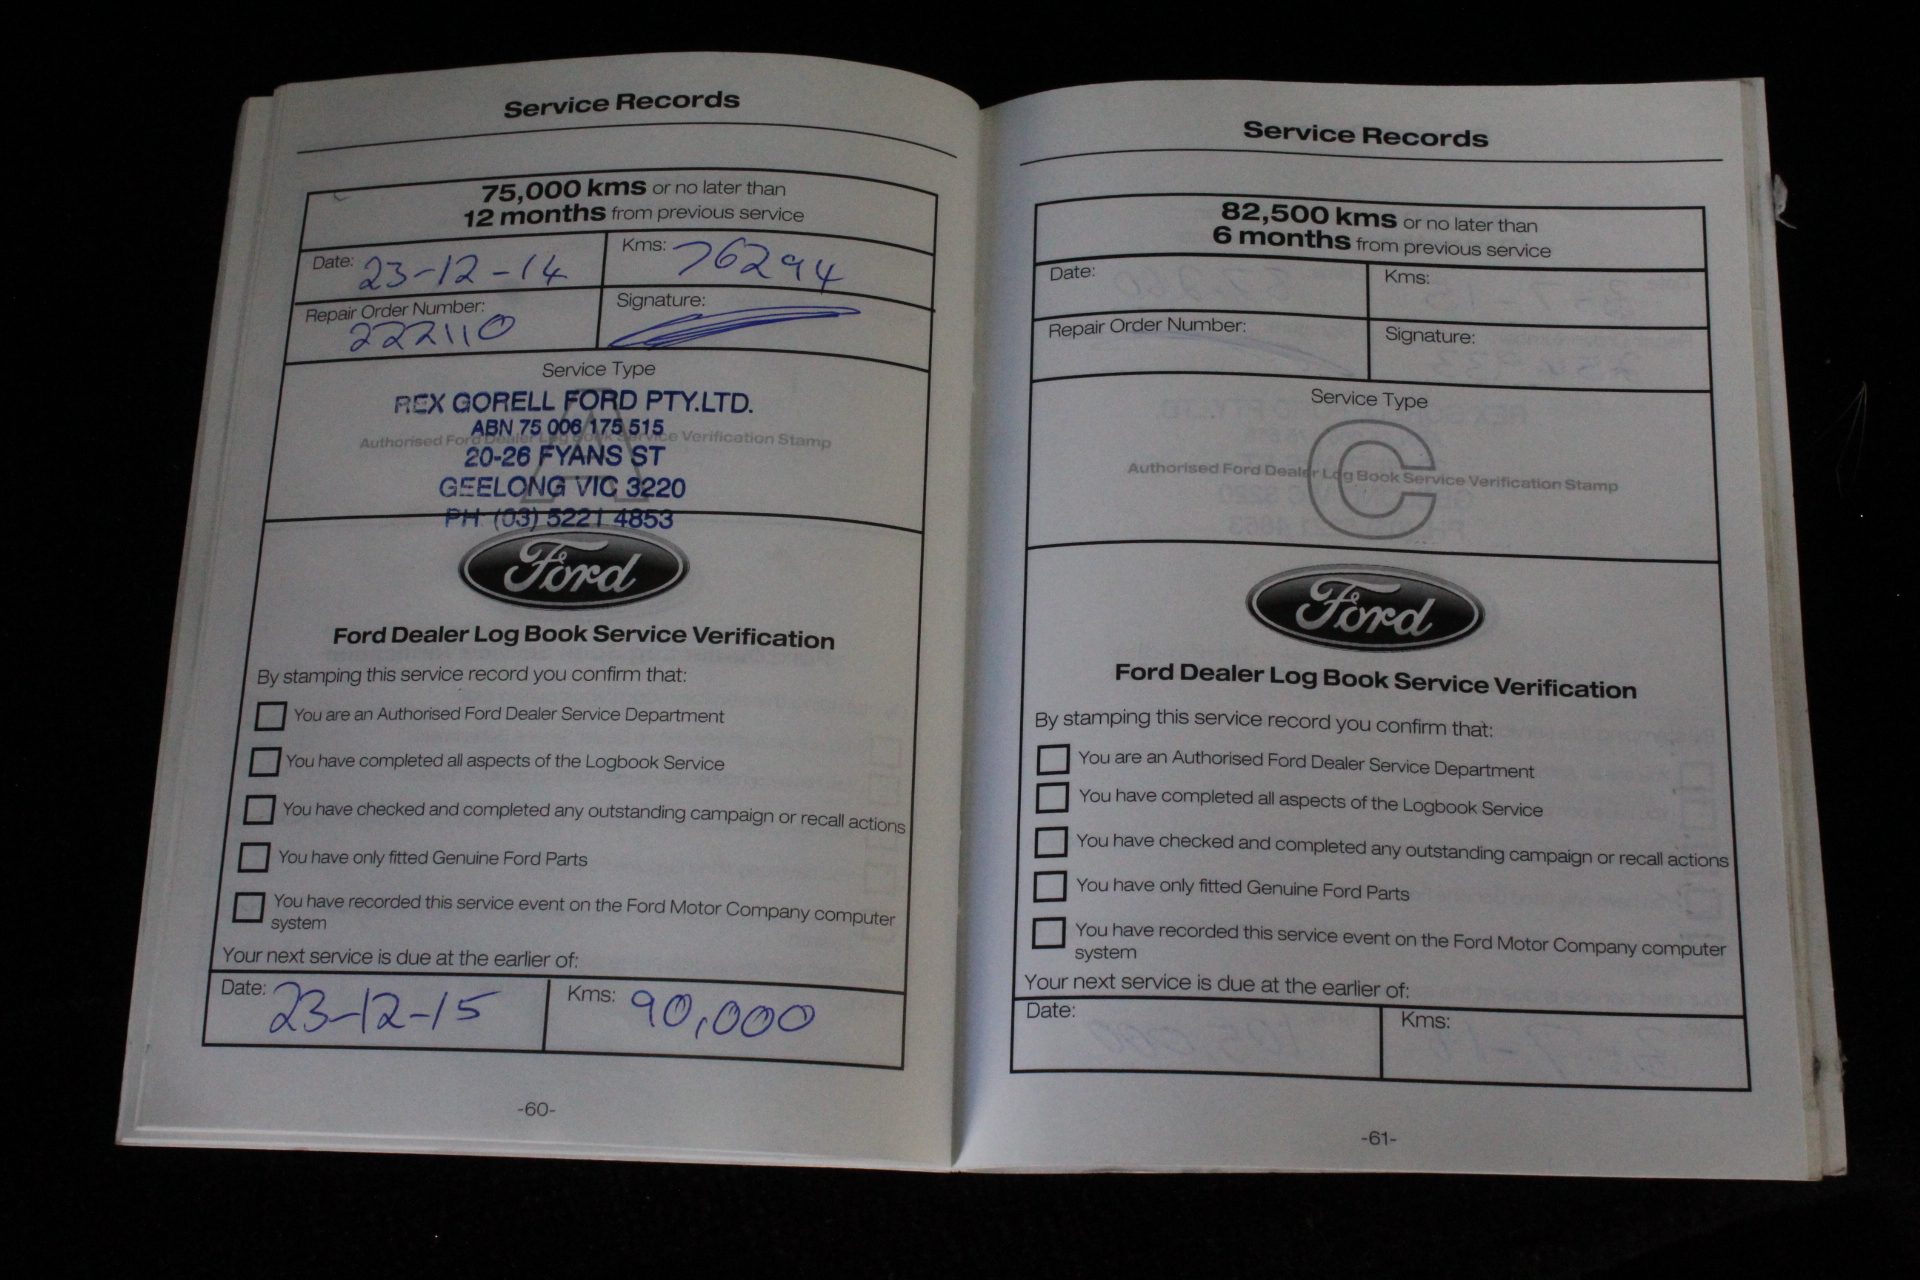 Service Records
75,000 kms or no later than
12 months from previous service
Date: 23-12-14
Kms: 76294
Repair Order Number: 222110
Signature:
Service Type
A
Authorised Ford Dealer Log Book Service Verification Stamp
REX GORELL FORD PTY.LTD.
ABN 75 006 175 515
20-26 FYANS ST
GEELONG VIC 3220
PH (03) 5221 4853
Ford
Ford Dealer Log Book Service Verification
By stamping this service record you confirm that:
You are an Authorised Ford Dealer Service Department
You have completed all aspects of the Logbook Service
You have checked and completed any outstanding campaign or recall actions
You have only fitted Genuine Ford Parts
You have recorded this service event on the Ford Motor Company computer
system
Your next service is due at the earlier of:
Date: 23-12-15
Kms: 90,000
-60-
Service Records
82,500 kms or no later than
6 months from previous service
Date:
Kms:
Repair Order Number:
Signature:
Service Type
C
Authorised Ford Dealer Log Book Service Verification Stamp
Ford
Ford Dealer Log Book Service Verification
By stamping this service record you confirm that:
You are an Authorised Ford Dealer Service Department
You have completed all aspects of the Logbook Service
You have checked and completed any outstanding campaign or recall actions
You have only fitted Genuine Ford Parts
You have recorded this service event on the Ford Motor Company computer
system
Your next service is due at the earlier of:
Date:
Kms:
-61-